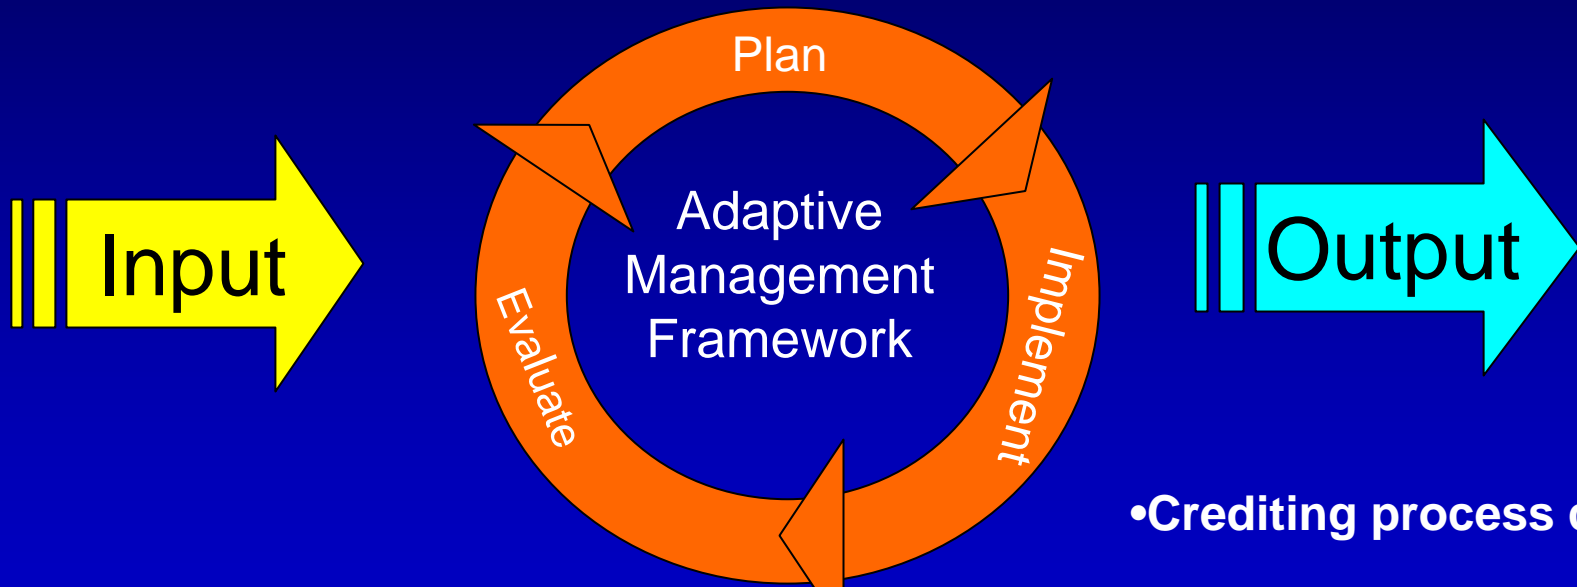 Plan
Input
Adaptive
Management
Framework
Evaluate
Implement
Output
•Crediting process